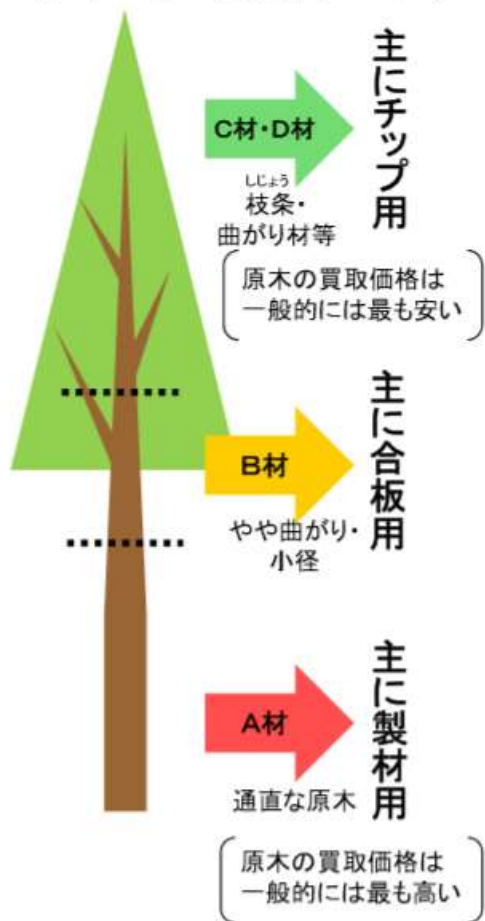 C材・D材
しじょう
枝条・
曲がり材等
主にチップ用
原木の買取価格は
一般的には最も安い
B材
やや曲がり・
小径
主に合板用
A材
通直な原木
主に製材用
原木の買取価格は
一般的には最も高い